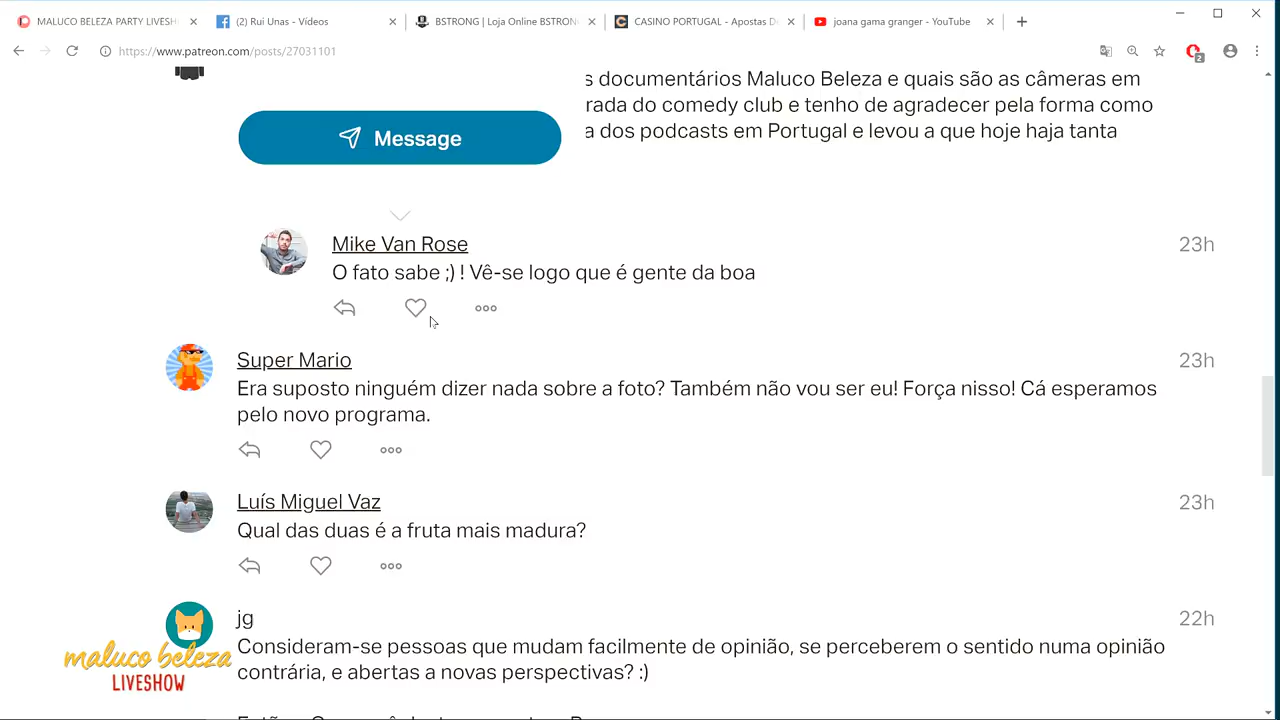 MALUCO BELEZA PARTY LIVESH
(2) Rui Unas - Vídeos
BSTRONG | Loja Online BSTRON
CASINO PORTUGAL - Apostas D
joana gama granger - YouTube
https://www.patreon.com/posts/27031101
2
s documentários Maluco Beleza e quais são as câmeras em
rada do comedy club e tenho de agradecer pela forma como
a dos podcasts em Portugal e levou a que hoje haja tanta
Message
Mike Van Rose
23h
O fato sabe ;) ! Vê-se logo que é gente da boa
Super Mario
23h
Era suposto ninguém dizer nada sobre a foto? Também não vou ser eu! Força nisso! Cá esperamos
pelo novo programa.
Luís Miguel Vaz
23h
Qual das duas é a fruta mais madura?
jg
22h
Consideram-se pessoas que mudam facilmente de opinião, se perceberem o sentido numa opinião
contrária, e abertas a novas perspectivas? :)
maluco beleza
LIVESHOW